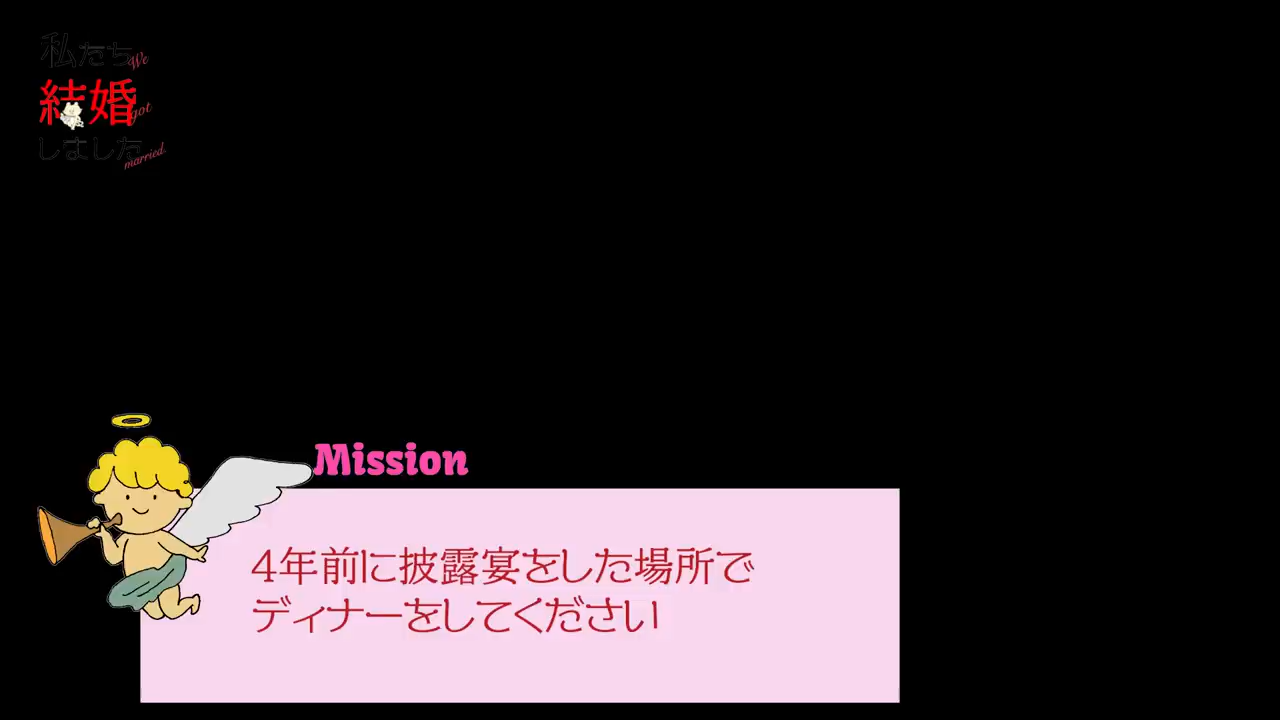 私たち
We
結婚
got
しました
married.
Mission
4年前に披露宴をした場所で
ディナーをしてください